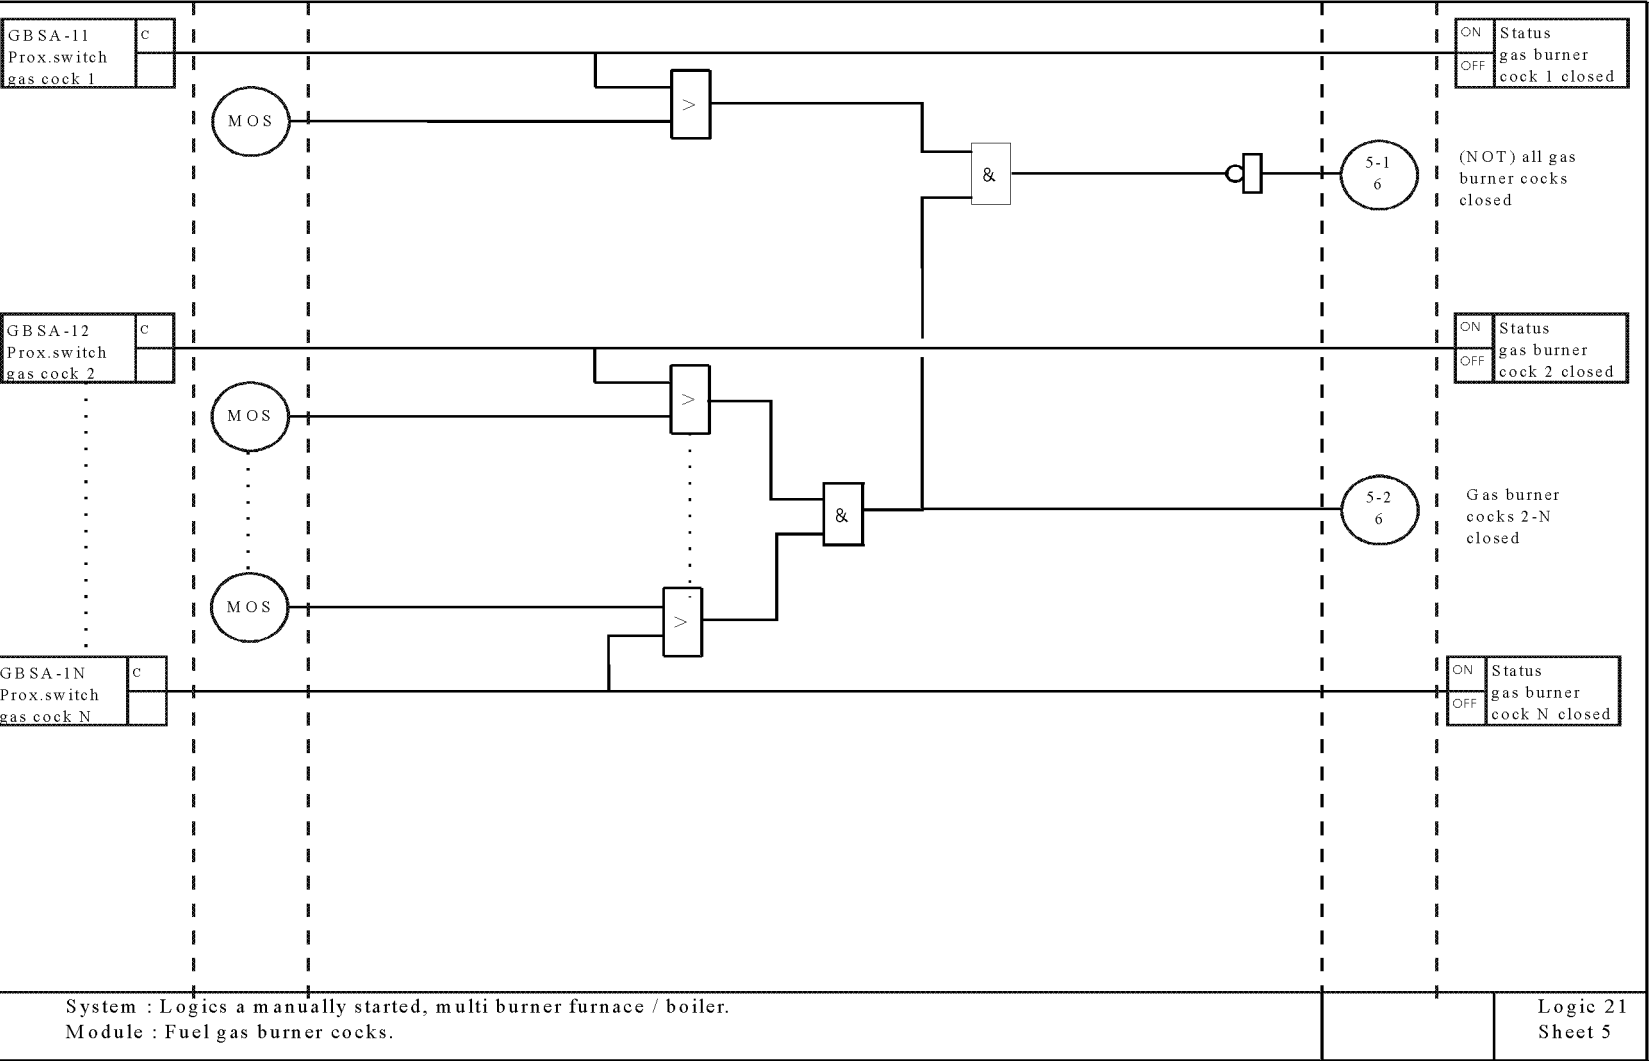 GBSA-11
Prox.switch
gas cock 1
C
ON
OFF
Status
gas burner
cock 1 closed
MOS
>
&
5-1
6
(NOT) all gas
burner cocks
closed
GBSA-12
Prox.switch
gas cock 2
C
ON
OFF
Status
gas burner
cock 2 closed
MOS
>
&
5-2
6
Gas burner
cocks 2-N
closed
MOS
>
GBSA-1N
Prox.switch
gas cock N
C
ON
OFF
Status
gas burner
cock N closed
System : Logics a manually started, multi burner furnace / boiler.
Module : Fuel gas burner cocks.
Logic 21
Sheet 5